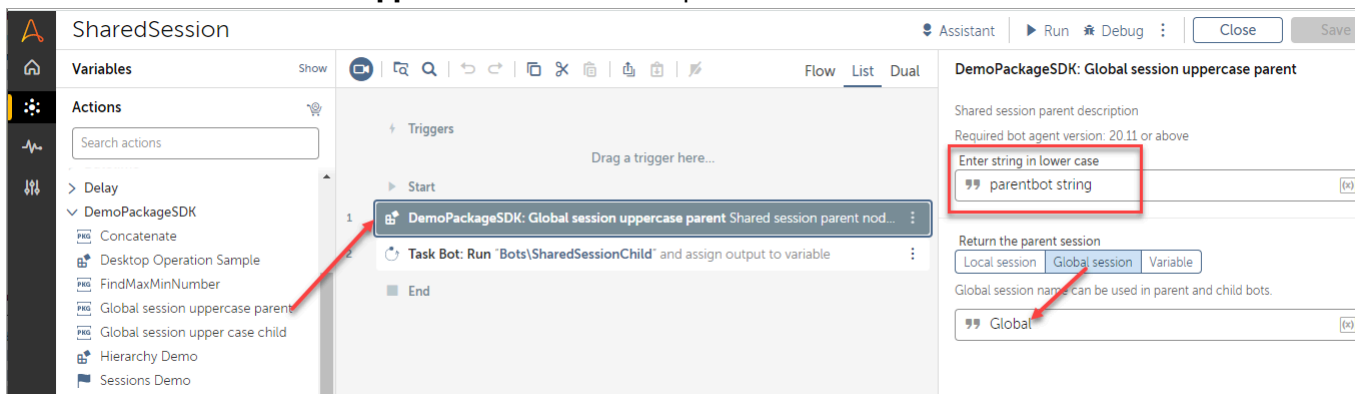 SharedSession
Assistant
Run
Debug
Close
Save
Variables
Show
Flow List Dual
DemoPackageSDK: Global session uppercase parent
Actions
Search actions
Triggers
Drag a trigger here...
Start
Shared session parent description
Required bot agent version: 20.11 or above
Enter string in lower case
parentbot string
(x)
Delay
DemoPackageSDK
PKG Concatenate
Desktop Operation Sample
PKG FindMaxMinNumber
PKG Global session uppercase parent
PKG Global session upper case child
Hierarchy Demo
Sessions Demo
1 DemoPackageSDK: Global session uppercase parent Shared session parent nod...
2 Task Bot: Run "Bots\SharedSessionChild" and assign output to variable
End
Return the parent session
Local session Global session Variable
Global session name can be used in parent and child bots.
Global
(x)